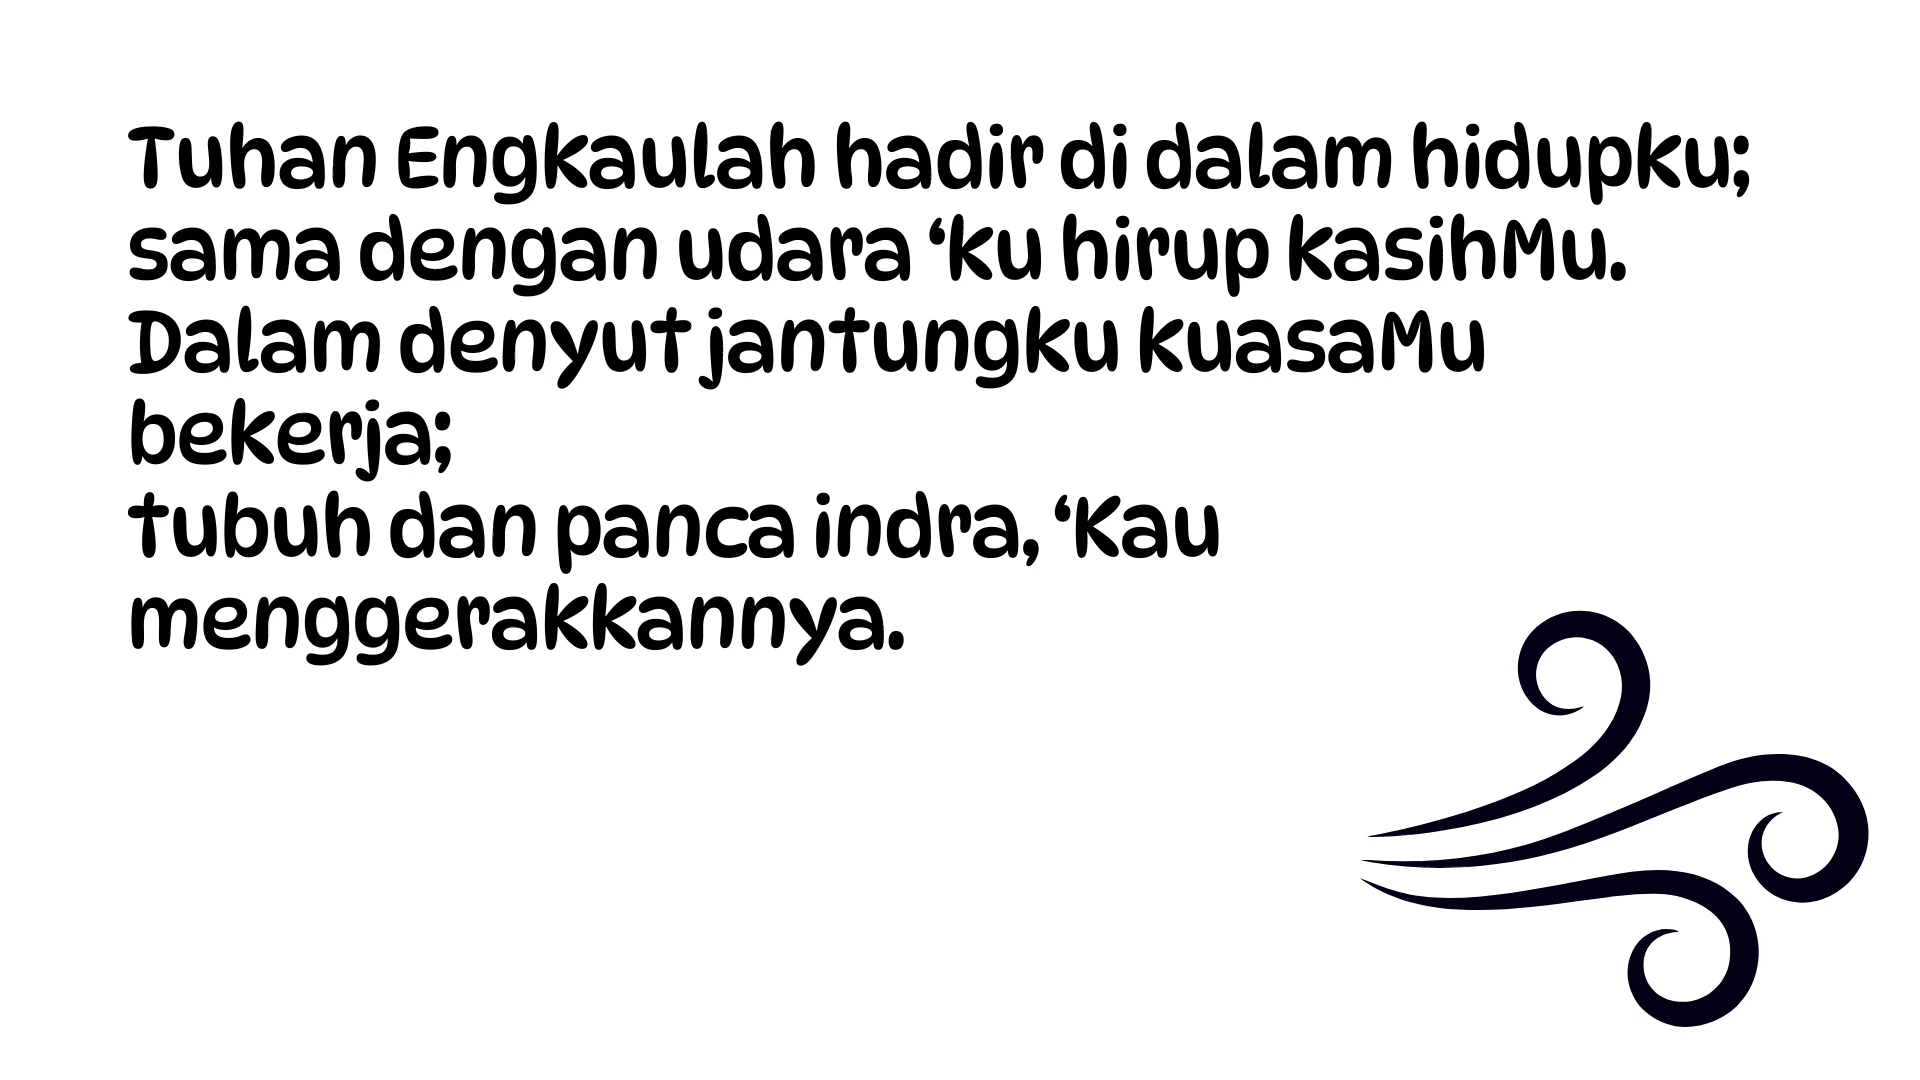 Tuhan Engkaulah hadir di dalam hidupku;
sama dengan udara ‘ku hirup kasihMu.
Dalam denyut jantungku kuasaMu
bekerja;
tubuh dan panca indra, ‘Kau
menggerakkannya.